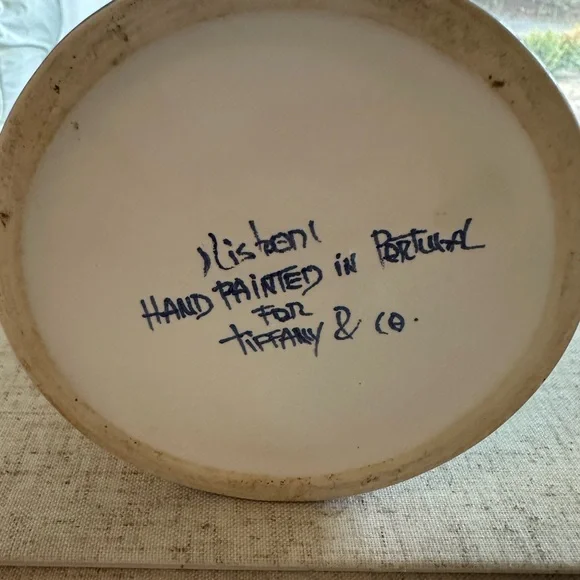 HAND PAINTED IN PORTUGAL
FOR
TIFFANY & CO.